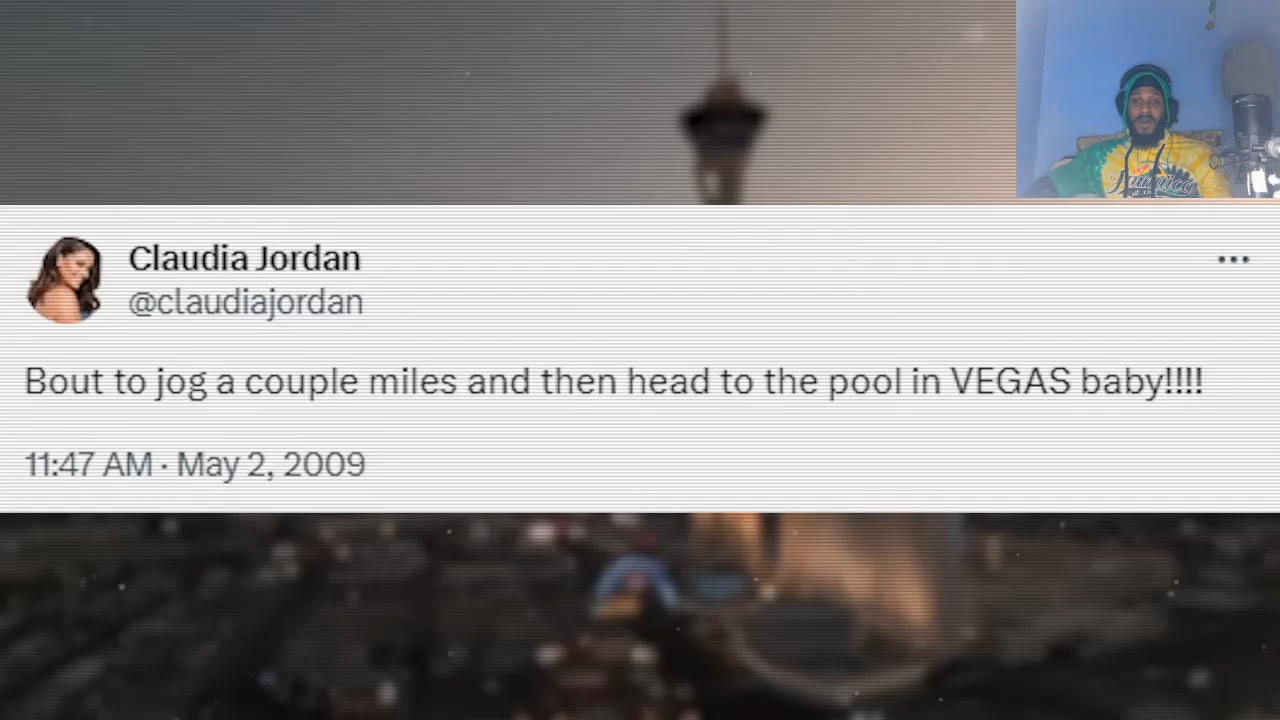 Jamaica
Claudia Jordan
@claudiajordan
Bout to jog a couple miles and then head to the pool in VEGAS baby!!!!
11:47 AM · May 2, 2009